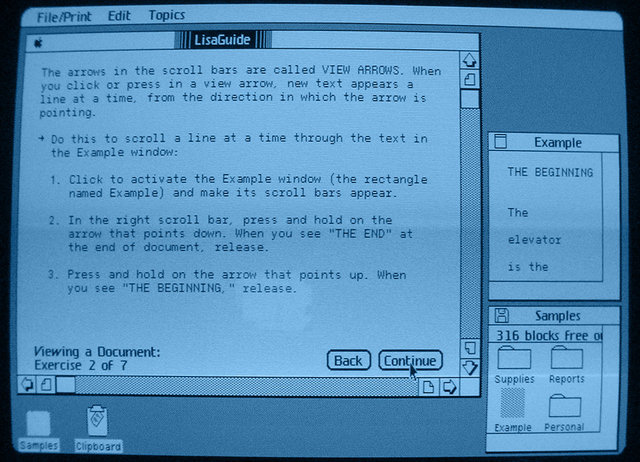 File/Print Edit Topics
LisaGuide
The arrows in the scroll bars are called VIEW ARROWS. When
you click or press in a view arrow, new text appears a
line at a time, from the direction in which the arrow is
pointing.
→ Do this to scroll a line at a time through the text in
the Example window:
1. Click to activate the Example window (the rectangle
named Example) and make its scroll bars appear.
2. In the right scroll bar, press and hold on the
arrow that points down. When you see "THE END" at
the end of document, release.
3. Press and hold on the arrow that points up. When
you see "THE BEGINNING," release.
Viewing a Document:
Exercise 2 of 7
Back Continue
Example
THE BEGINNING
The
elevator
is the
Samples
316 blocks free o
Supplies Reports
Example Personal
Samples Clipboard